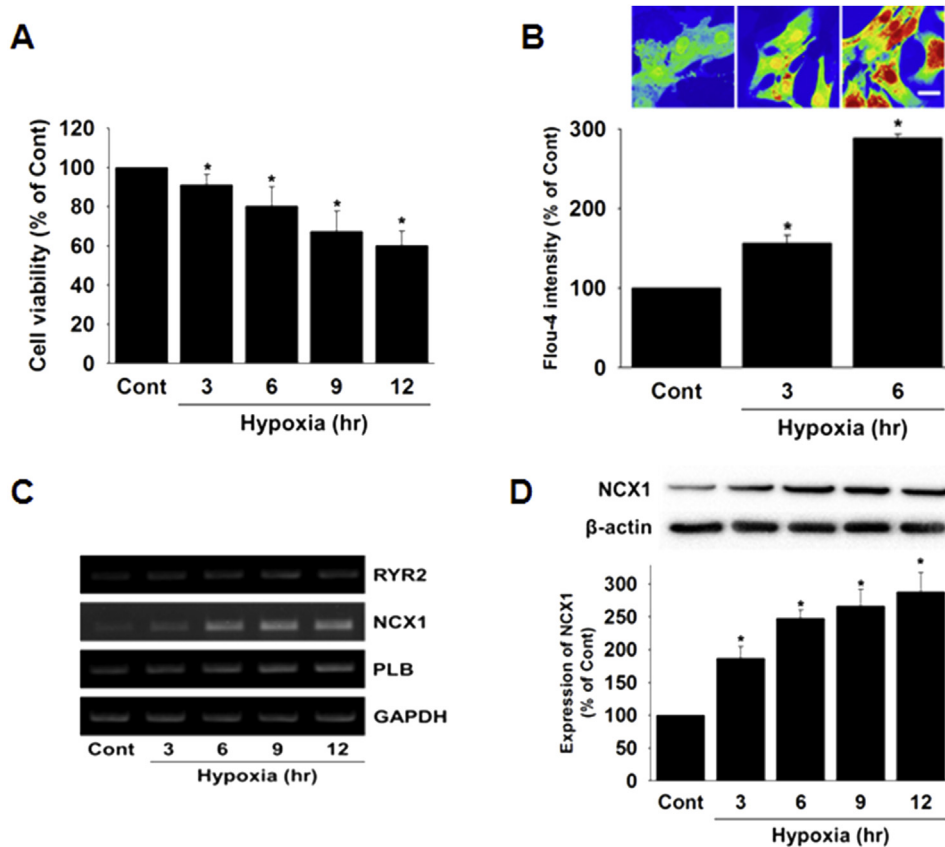 A
Cell viability (% of Cont)
120
100
80
60
40
20
0
* * * *
Cont 3 6 9 12
Hypoxia (hr)
B
Flou-4 intensity (% of Cont)
300
200
100
0
* *
Cont 3 6
Hypoxia (hr)
C
RYR2
NCX1
PLB
GAPDH
Cont 3 6 9 12
Hypoxia (hr)
D
NCX1
β-actin
Expression of NCX1
(% of Cont)
300
250
200
150
100
50
0
* * * *
Cont 3 6 9 12
Hypoxia (hr)